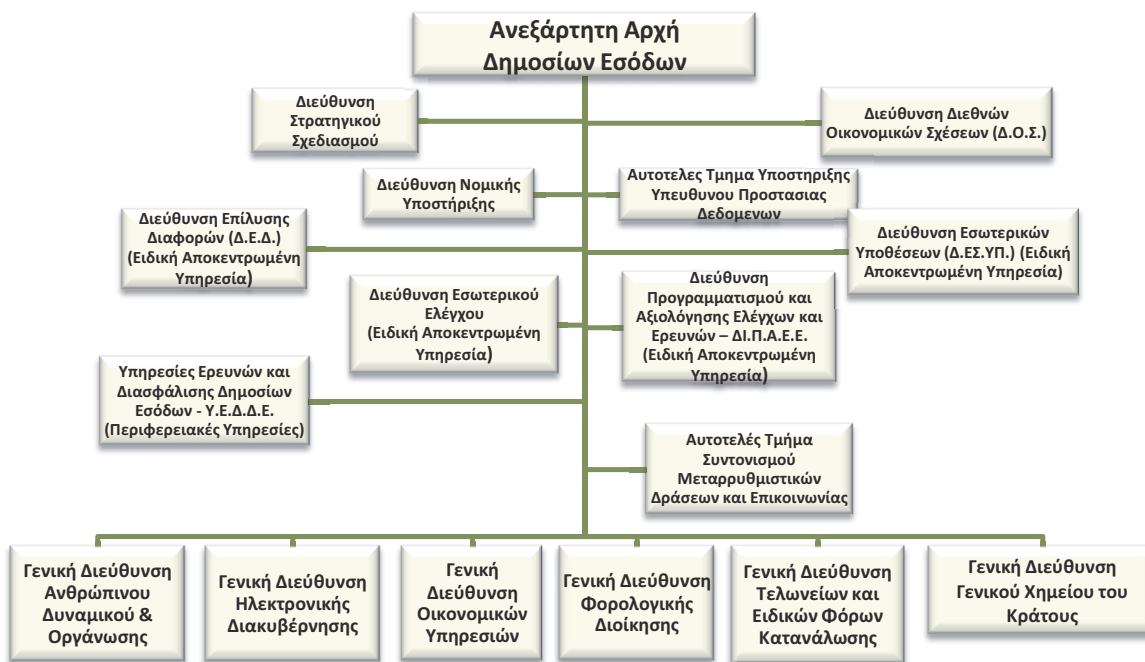 Ανεξάρτητη Αρχή
Δημοσίων Εσόδων
Διεύθυνση
Στρατηγικού
Σχεδιασμού
Διεύθυνση Διεθνών
Οικονομικών Σχέσεων (Δ.Ο.Σ.)
Διεύθυνση Νομικής
Υποστήριξης
Αυτοτελες Τμημα Υποστηριξης
Υπευθυνου Προστασιας
Δεδομενων
Διεύθυνση Επίλυσης
Διαφορών (Δ.Ε.Δ.)
(Ειδική Αποκεντρωμένη
Υπηρεσία)
Διεύθυνση Εσωτερικών
Υποθέσεων (Δ.ΕΣ.ΥΠ.) (Ειδική
Αποκεντρωμένη Υπηρεσία)
Διεύθυνση Εσωτερικού
Ελέγχου
(Ειδική Αποκεντρωμένη
Υπηρεσία)
Διεύθυνση
Προγραμματισμού και
Αξιολόγησης Ελέγχων και
Ερευνών – ΔΙ.Π.Α.Ε.Ε.
(Ειδική Αποκεντρωμένη
Υπηρεσία)
Υπηρεσίες Ερευνών και
Διασφάλισης Δημοσίων
Εσόδων - Υ.Ε.Δ.Δ.Ε.
(Περιφερειακές Υπηρεσίες)
Αυτοτελές Τμήμα
Συντονισμού
Μεταρρυθμιστικών
Δράσεων και Επικοινωνίας
Γενική Διεύθυνση
Ανθρώπινου
Δυναμικού &
Οργάνωσης
Γενική Διεύθυνση
Ηλεκτρονικής
Διακυβέρνησης
Γενική
Διεύθυνση
Οικονομικών
Υπηρεσιών
Γενική Διεύθυνση
Φορολογικής
Διοίκησης
Γενική Διεύθυνση
Τελωνείων και
Ειδικών Φόρων
Κατανάλωσης
Γενική Διεύθυνση
Γενικού Χημείου του
Κράτους